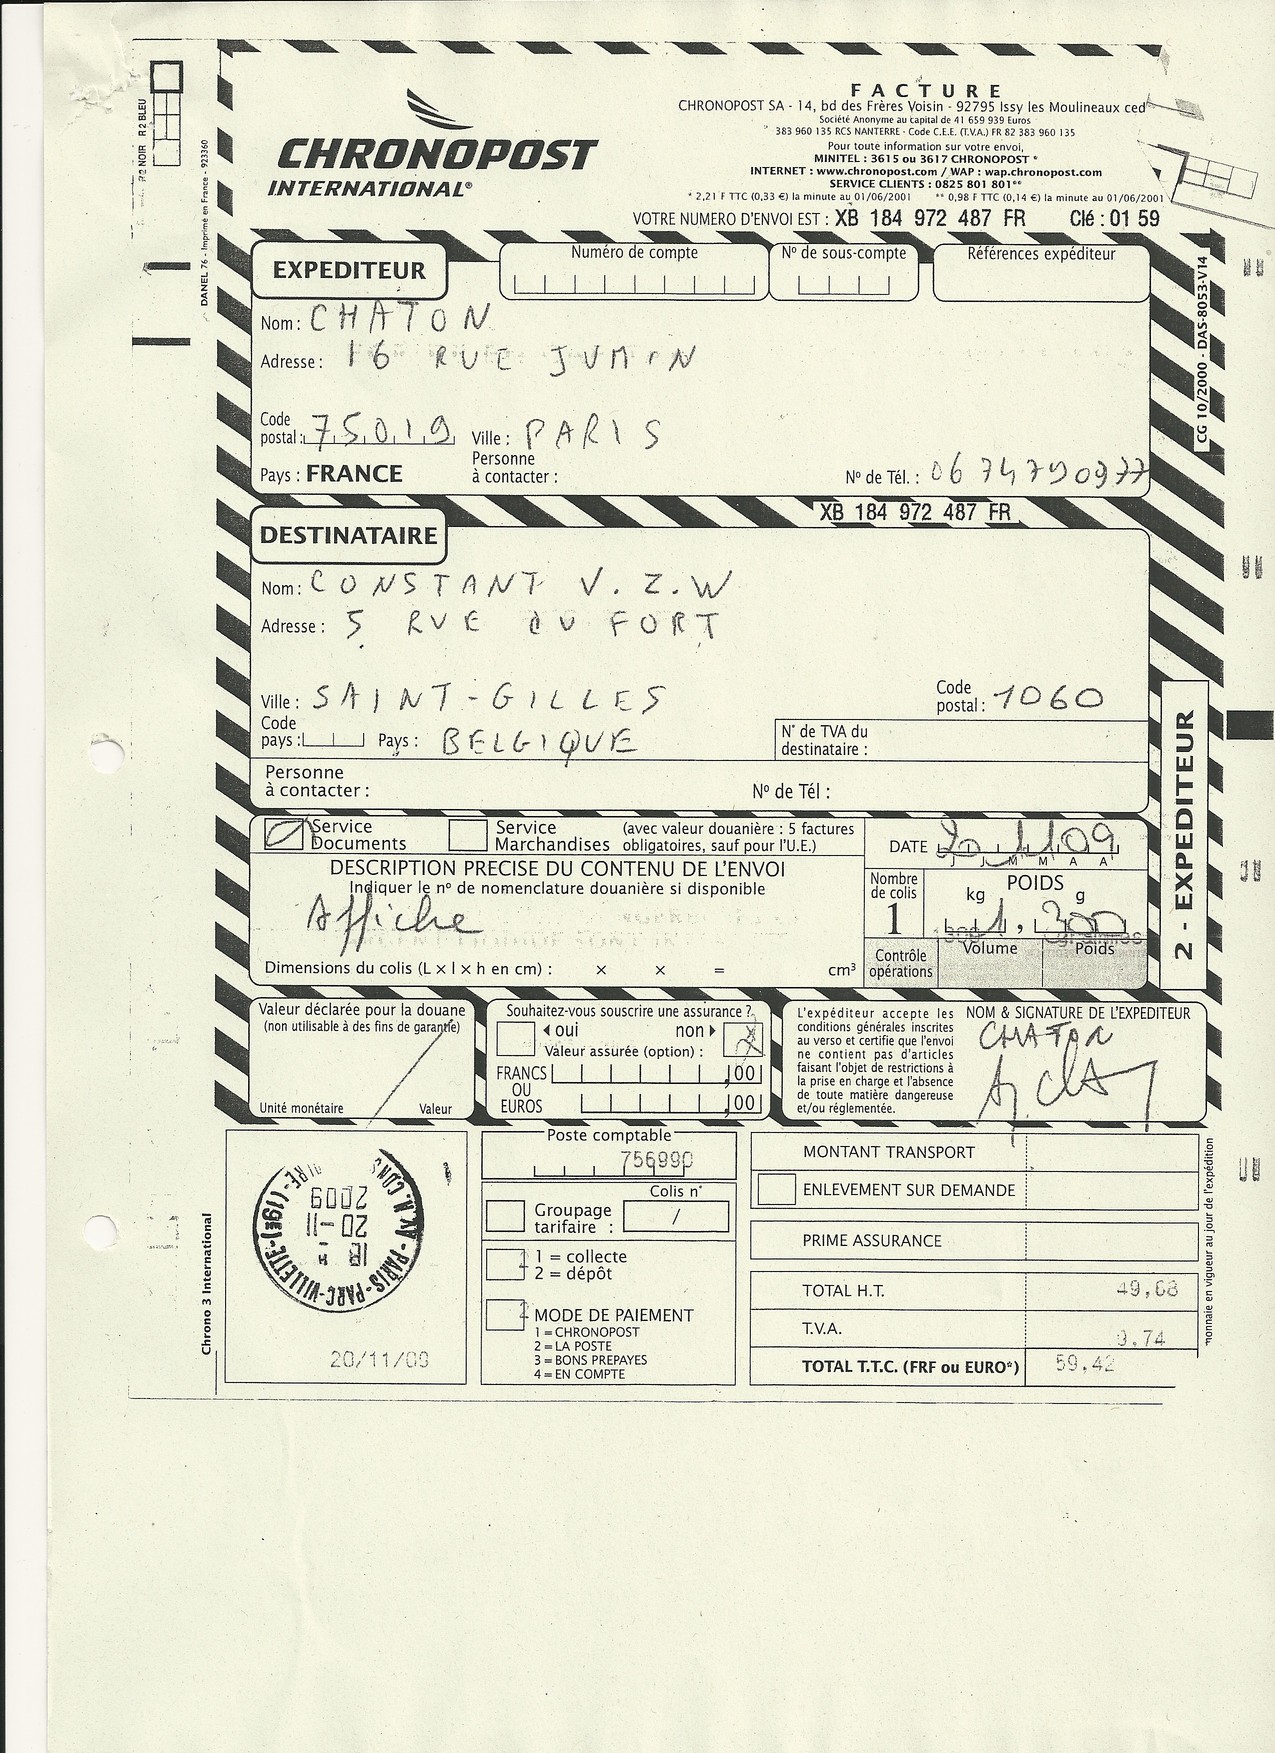 R2 NOIR R2 BLEU
DANEL 76 - Imprimé en France - 923360
CHRONOPOST
INTERNATIONAL®
FACTURE
CHRONOPOST SA - 14, bd des Frères Voisin - 92795 Issy les Moulineaux ced
Société Anonyme au capital de 41 659 939 Euros
383 960 135 RCS NANTERRE - Code C.E.E. (T.V.A.) FR 82 383 960 135
Pour toute information sur votre envoi,
MINITEL : 3615 ou 3617 CHRONOPOST *
INTERNET : www.chronopost.com / WAP : wap.chronopost.com
SERVICE CLIENTS : 0825 801 801**
* 2,21 F TTC (0,33 €) la minute au 01/06/2001 ** 0,98 F TTC (0,14 €) la minute au 01/06/2001
VOTRE NUMERO D'ENVOI EST : XB 184 972 487 FR Clé : 01 59
EXPEDITEUR
Numéro de compte
N° de sous-compte
Références expéditeur
Nom : CHATON
Adresse : 16 RUE JUMIN
Code postal : 75019 Ville : PARIS
Pays : FRANCE
Personne à contacter :
N° de Tél. : 0674790977
CG 10/2000 - DAS-8053-V14
XB 184 972 487 FR
DESTINATAIRE
Nom : CONSTANT V.Z.W
Adresse : 5 RUE DU FORT
Ville : SAINT-GILLES
Code postal : 1060
Code pays : Pays : BELGIQUE
N° de TVA du destinataire :
Personne à contacter :
N° de Tél :
2 - EXPEDITEUR
Service Documents
Service Marchandises (avec valeur douanière : 5 factures obligatoires, sauf pour l'U.E.)
DATE 20 11 09
J J M M A A
DESCRIPTION PRECISE DU CONTENU DE L'ENVOI
Indiquer le n° de nomenclature douanière si disponible
Affiche
Dimensions du colis (L x l x h en cm) : x x = cm³
Nombre de colis
1
POIDS
kg g
1, 300
Contrôle opérations
Volume
Poids
Valeur déclarée pour la douane
(non utilisable à des fins de garantie)
Unité monétaire Valeur
Souhaitez-vous souscrire une assurance ?
oui non
Valeur assurée (option) :
FRANCS ,00
OU
EUROS ,00
L'expéditeur accepte les
conditions générales inscrites
au verso et certifie que l'envoi
ne contient pas d'articles
faisant l'objet de restrictions à
la prise en charge et l'absence
de toute matière dangereuse
et/ou réglementée.
NOM & SIGNATURE DE L'EXPEDITEUR
CHATON
Chrono 3 International
PARIS-PARC-VILLETTE
(19E)
20-11
2009
20/11/09
Poste comptable
756990
Groupage tarifaire :
Colis n°
/
1 = collecte
2 = dépôt
MODE DE PAIEMENT
1 = CHRONOPOST
2 = LA POSTE
3 = BONS PREPAYES
4 = EN COMPTE
MONTANT TRANSPORT
ENLEVEMENT SUR DEMANDE
PRIME ASSURANCE
TOTAL H.T. 49,68
T.V.A. 9,74
TOTAL T.T.C. (FRF ou EURO*) 59,42
monnaie en vigueur au jour de l'expédition